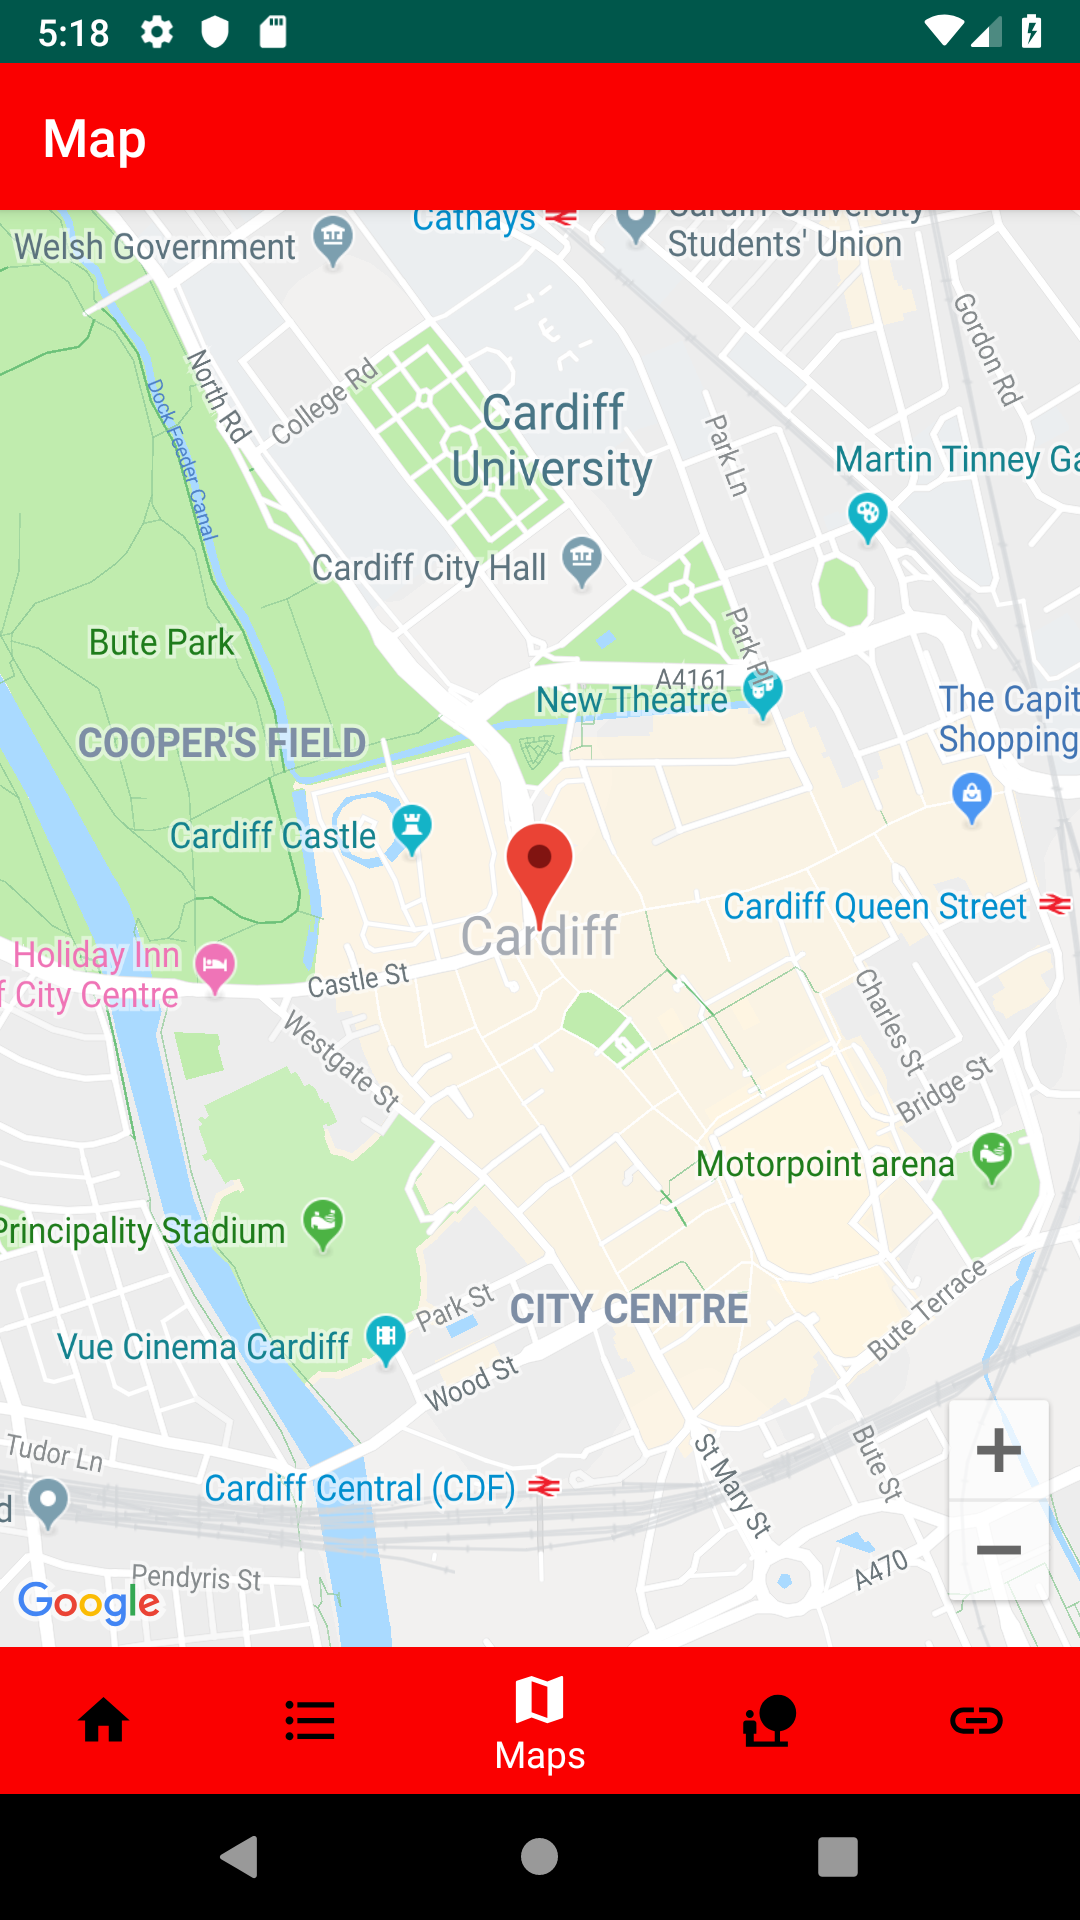 5:18
Map
Cathays
Cardiff University
Students' Union
Welsh Government
Gordon Rd
North Rd
College Rd
Dock Feeder Canal
Cardiff
University
Park Ln
Martin Tinney Ga
Cardiff City Hall
Bute Park
Park Pl
A4161
New Theatre
The Capit
Shopping
COOPER'S FIELD
Cardiff Castle
Cardiff Queen Street
Cardiff
Holiday Inn
f City Centre
Castle St
Charles St
Westgate St
Bridge St
Motorpoint arena
Principality Stadium
Bute Terrace
Park St
CITY CENTRE
Vue Cinema Cardiff
Wood St
Tudor Ln
St Mary St
Bute St
Cardiff Central (CDF)
d
A470
Pendyris St
Google
Maps